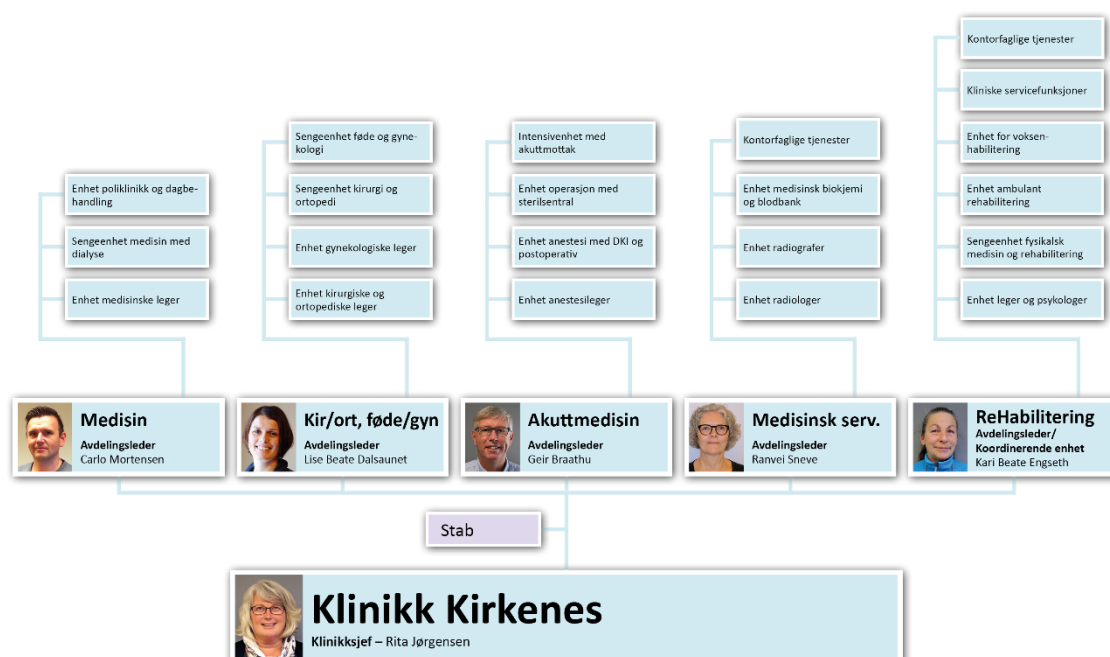 Kontorfaglige tjenester
Kliniske servicefunksjoner
Enhet for voksen-
habilitering
Enhet ambulant
rehabilitering
Sengeenhet fysikalsk
medisin og rehabilitering
Enhet leger og psykologer
Sengeenhet føde og gyne-
kologi
Sengeenhet kirurgi og
ortopedi
Enhet gynekologiske leger
Enhet kirurgiske og
ortopediske leger
Intensivenhet med
akuttmottak
Enhet operasjon med
sterilsentral
Enhet anestesi med DKI og
postoperativ
Enhet anestesileger
Kontorfaglige tjenester
Enhet medisinsk biokjemi
og blodbank
Enhet radiografer
Enhet radiologer
Enhet poliklinikk og dagbe-
handling
Sengeenhet medisin med
dialyse
Enhet medisinske leger
Medisin
Avdelingsleder
Carlo Mortensen
Kir/ort, føde/gyn
Avdelingsleder
Lise Beate Dalsaunet
Akuttmedisin
Avdelingsleder
Geir Braathu
Medisinsk serv.
Avdelingsleder
Ranvei Sneve
ReHabilitering
Avdelingsleder/
Koordinerende enhet
Kari Beate Engseth
Stab
Klinikk Kirkenes
Klinikksjef – Rita Jørgensen